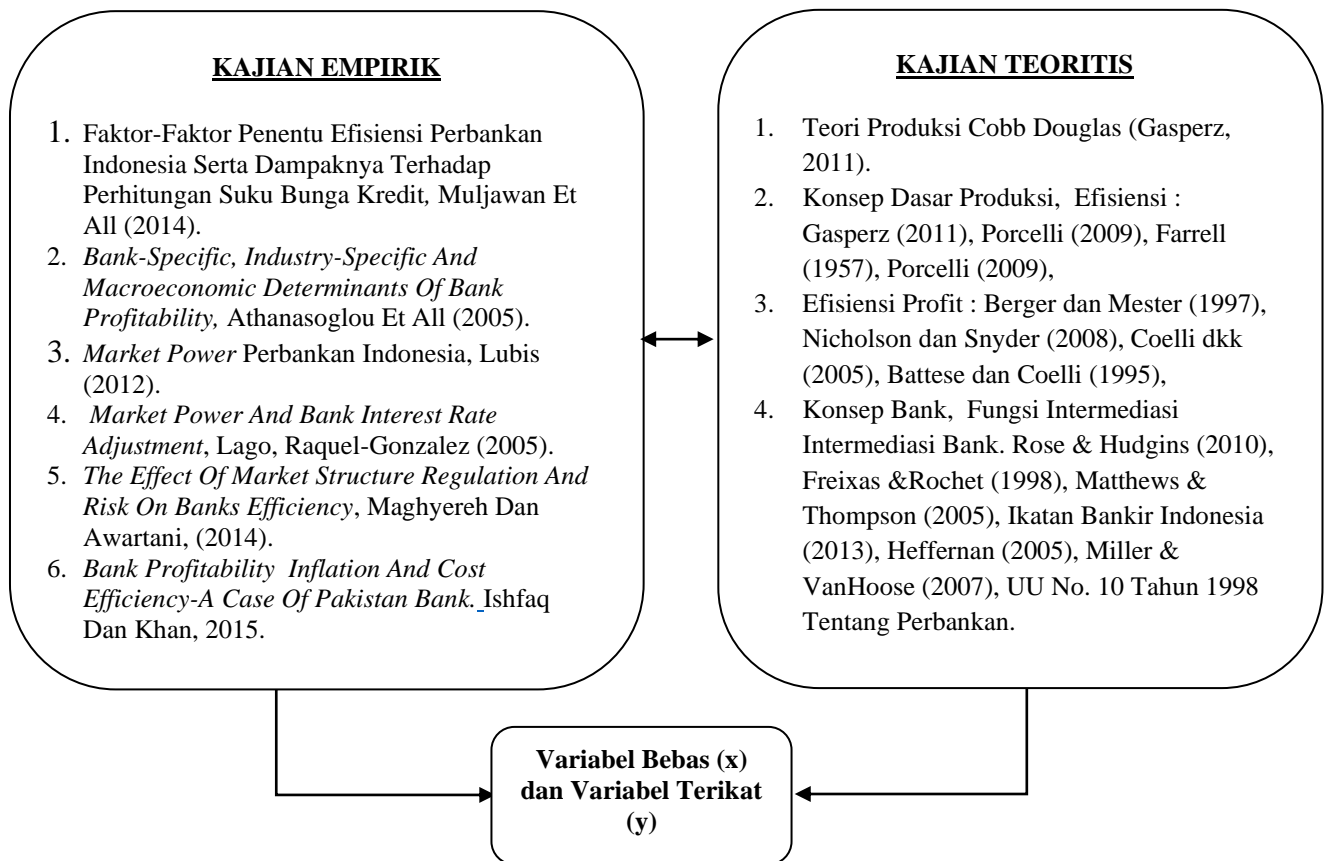 KAJIAN EMPIRIK
1. Faktor-Faktor Penentu Efisiensi Perbankan
Indonesia Serta Dampaknya Terhadap
Perhitungan Suku Bunga Kredit, Muljawan Et
All (2014).
2. Bank-Specific, Industry-Specific And
Macroeconomic Determinants Of Bank
Profitability, Athanasoglou Et All (2005).
3. Market Power Perbankan Indonesia, Lubis
(2012).
4. Market Power And Bank Interest Rate
Adjustment, Lago, Raquel-Gonzalez (2005).
5. The Effect Of Market Structure Regulation And
Risk On Banks Efficiency, Maghyereh Dan
Awartani, (2014).
6. Bank Profitability Inflation And Cost
Efficiency-A Case Of Pakistan Bank. Ishfaq
Dan Khan, 2015.
KAJIAN TEORITIS
1. Teori Produksi Cobb Douglas (Gasperz,
2011).
2. Konsep Dasar Produksi, Efisiensi :
Gasperz (2011), Porcelli (2009), Farrell
(1957), Porcelli (2009),
3. Efisiensi Profit : Berger dan Mester (1997),
Nicholson dan Snyder (2008), Coelli dkk
(2005), Battese dan Coelli (1995),
4. Konsep Bank, Fungsi Intermediasi
Intermediasi Bank. Rose & Hudgins (2010),
Freixas &Rochet (1998), Matthews &
Thompson (2005), Ikatan Bankir Indonesia
(2013), Heffernan (2005), Miller &
VanHoose (2007), UU No. 10 Tahun 1998
Tentang Perbankan.
Variabel Bebas (x)
dan Variabel Terikat
(y)